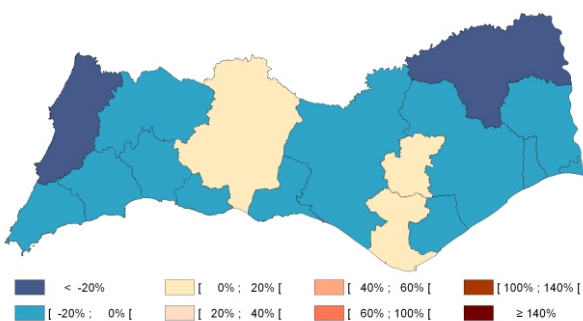 < -20% [ 0% ; 20% [ [ 40% ; 60% [ [ 100% ; 140% [
[ -20% ; 0% [ [ 20% ; 40% [ [ 60% ; 100% [ ≥ 140%